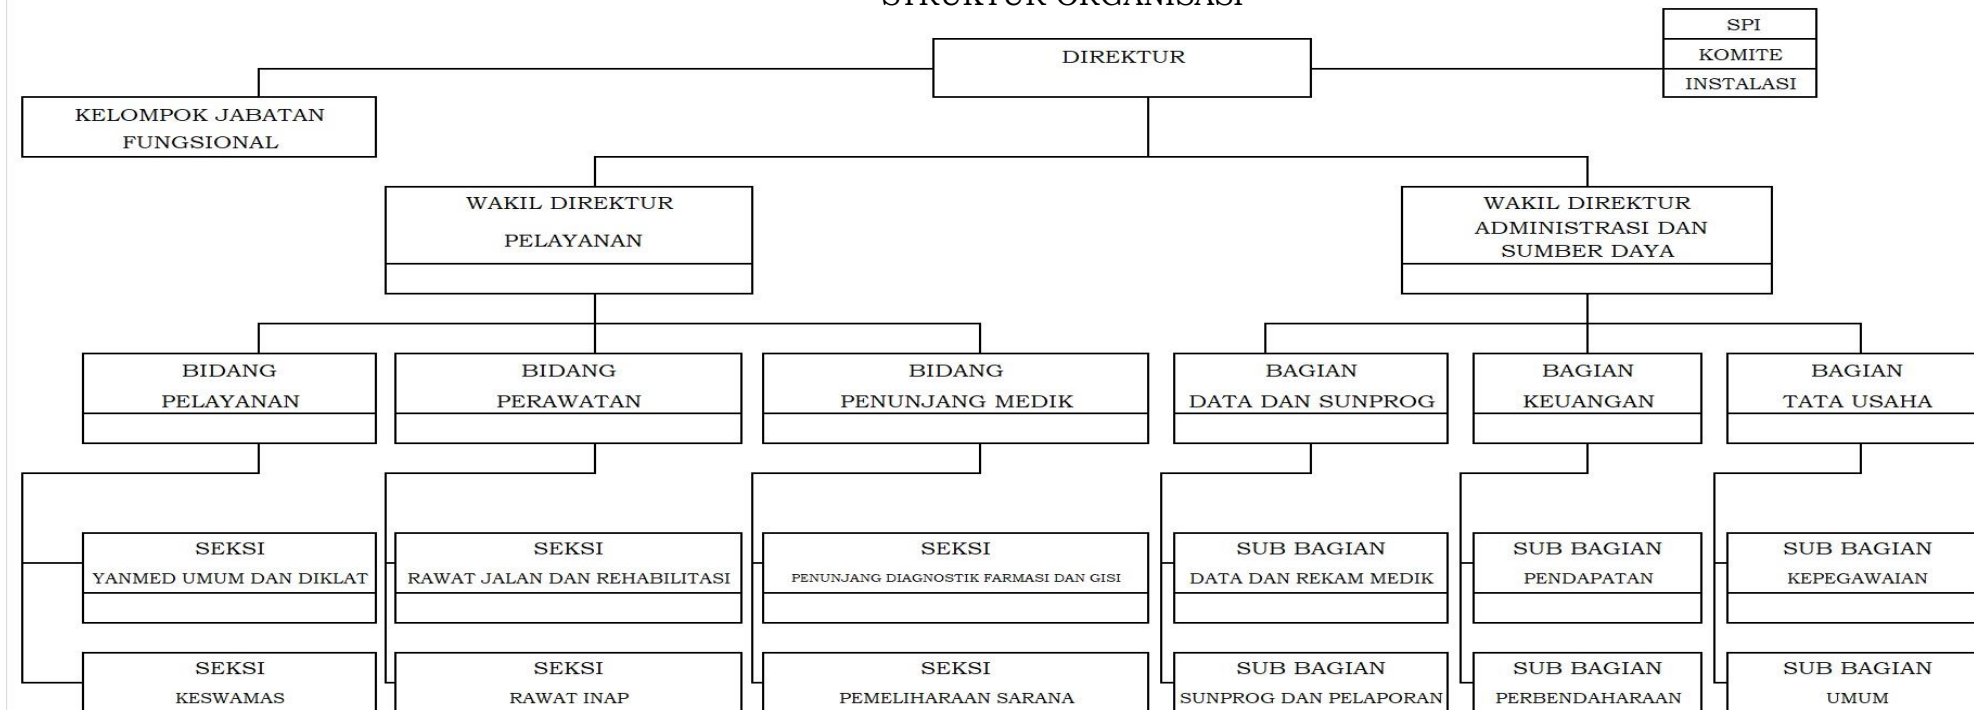 STRUKTUR ORGANISASI
SPI
KOMITE
INSTALASI
DIREKTUR
KELOMPOK JABATAN
FUNGSIONAL
WAKIL DIREKTUR
PELAYANAN
WAKIL DIREKTUR
ADMINISTRASI DAN
SUMBER DAYA
BIDANG
PELAYANAN
BIDANG
PERAWATAN
BIDANG
PENUNJANG MEDIK
BAGIAN
DATA DAN SUNPROG
BAGIAN
KEUANGAN
BAGIAN
TATA USAHA
SEKSI
YANMED UMUM DAN DIKLAT
SEKSI
RAWAT JALAN DAN REHABILITASI
SEKSI
PENUNJANG DIAGNOSTIK FARMASI DAN GISI
SUB BAGIAN
DATA DAN REKAM MEDIK
SUB BAGIAN
PENDAPATAN
SUB BAGIAN
KEPEGAWAIAN
SEKSI
KESWAMAS
SEKSI
RAWAT INAP
SEKSI
PEMELIHARAAN SARANA
SUB BAGIAN
SUNPROG DAN PELAPORAN
SUB BAGIAN
PERBENDAHARAAN
SUB BAGIAN
UMUM